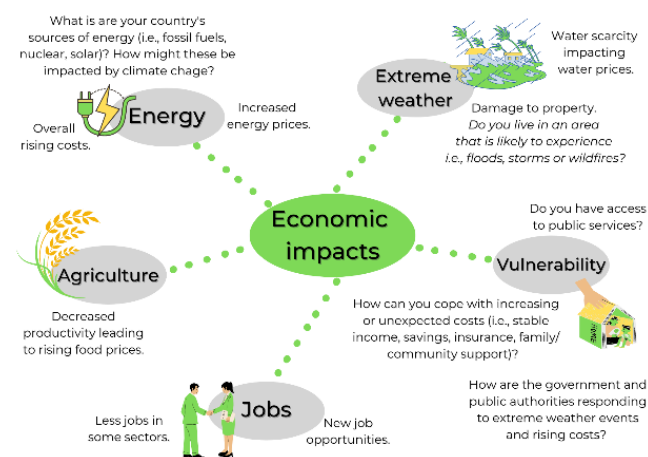 What is are your country's
sources of energy (i.e., fossil fuels,
nuclear, solar)? How might these be
impacted by climate chage?
Energy
Overall
rising costs.
Increased
energy prices.
Extreme
weather
Water scarcity
impacting
water prices.
Damage to property.
Do you live in an area
that is likely to experience
i.e., floods, storms or wildfires?
Economic
impacts
Agriculture
Decreased
productivity leading
to rising food prices.
Do you have access
to public services?
Vulnerability
How can you cope with increasing
or unexpected costs (i.e., stable
income, savings, insurance, family/
community support)?
How are the government and
public authorities responding
to extreme weather events
and rising costs?
Jobs
Less jobs in
some sectors.
New job
opportunities.